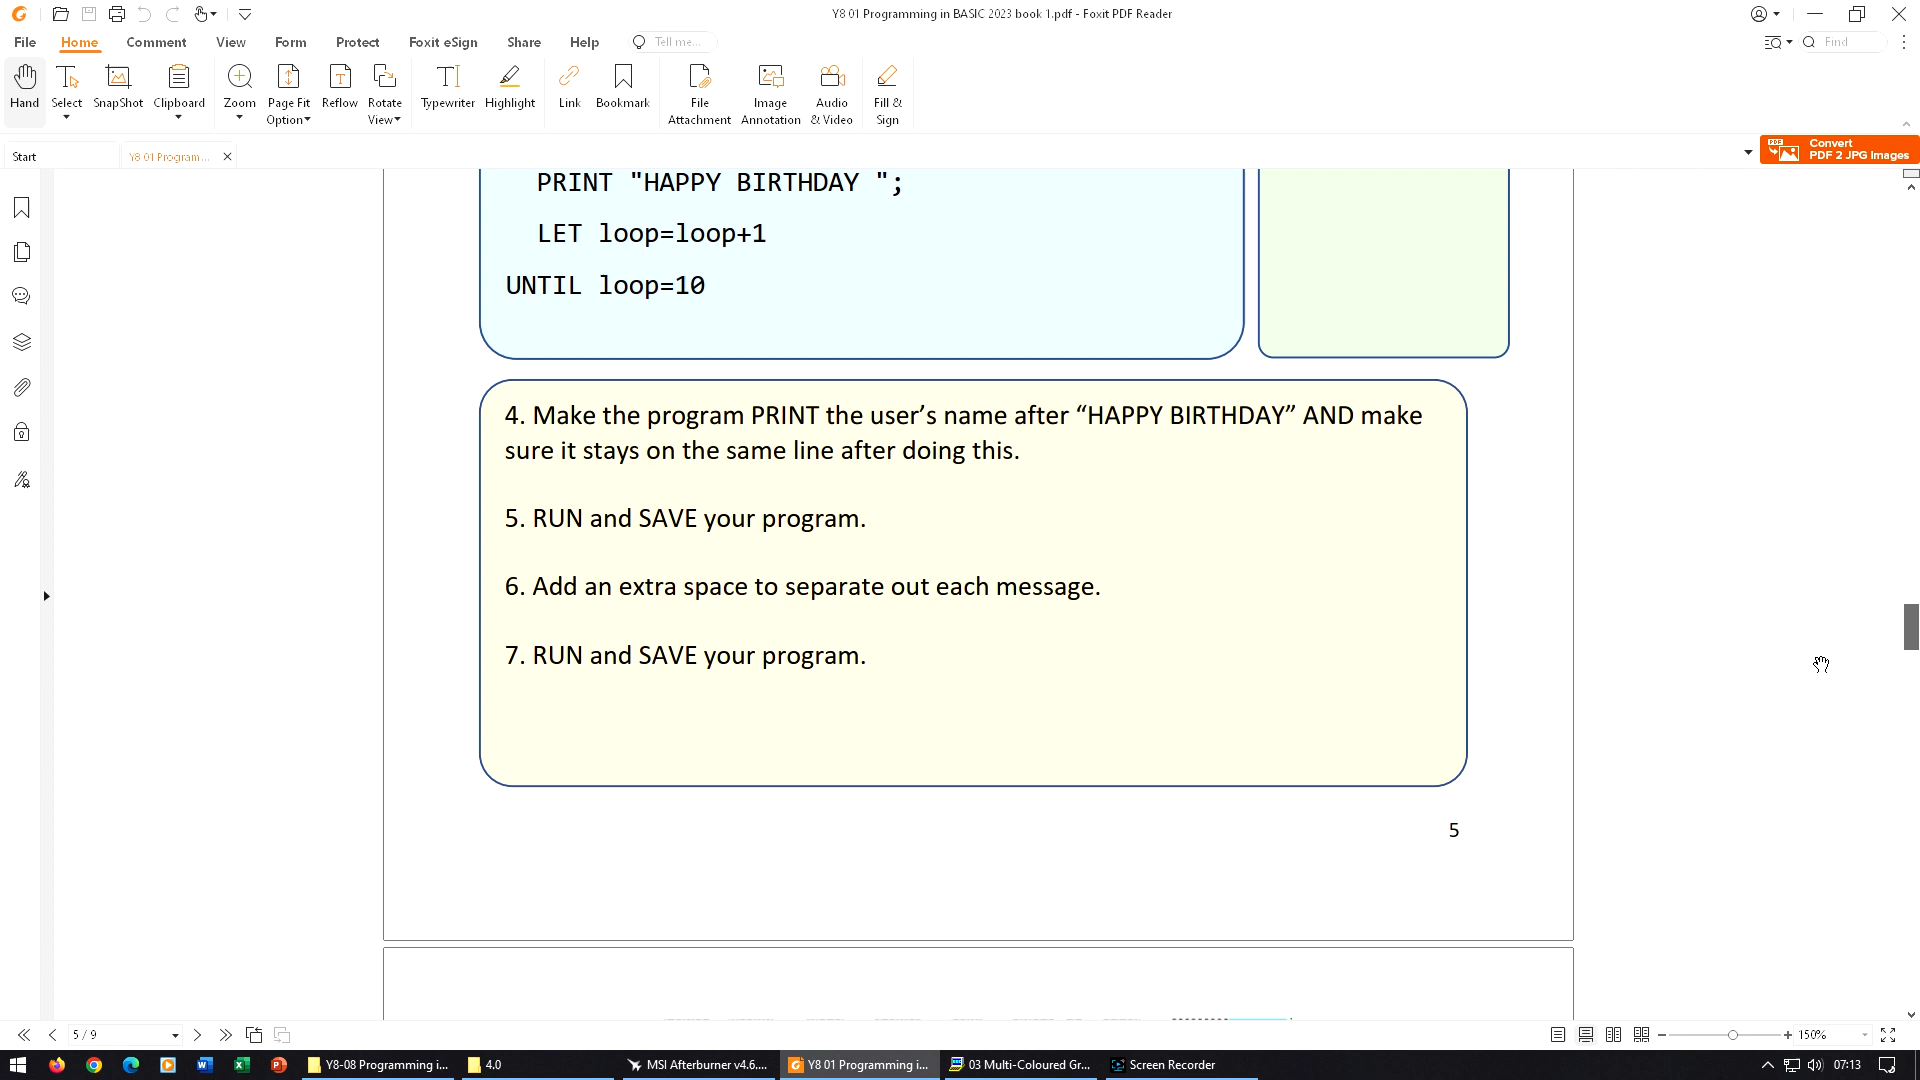 Y8 01 Programming in BASIC 2023 book 1.pdf - Foxit PDF Reader
File Home Comment View Form Protect Foxit eSign Share Help Tell me... Find
Hand Select SnapShot Clipboard Zoom Page Fit Option Reflow Rotate View Typewriter Highlight Link Bookmark File Attachment Image Annotation Audio & Video Fill & Sign
Start Y8 01 Program...
Convert
PDF 2 JPG Images
PRINT "HAPPY BIRTHDAY ";
LET loop=loop+1
UNTIL loop=10
4. Make the program PRINT the user’s name after “HAPPY BIRTHDAY” AND make
sure it stays on the same line after doing this.
5. RUN and SAVE your program.
6. Add an extra space to separate out each message.
7. RUN and SAVE your program.
5
5 / 9 150%
Y8-08 Programming i... 4.0 MSI Afterburner v4.6.... Y8 01 Programming i... 03 Multi-Coloured Gr... Screen Recorder 07:13